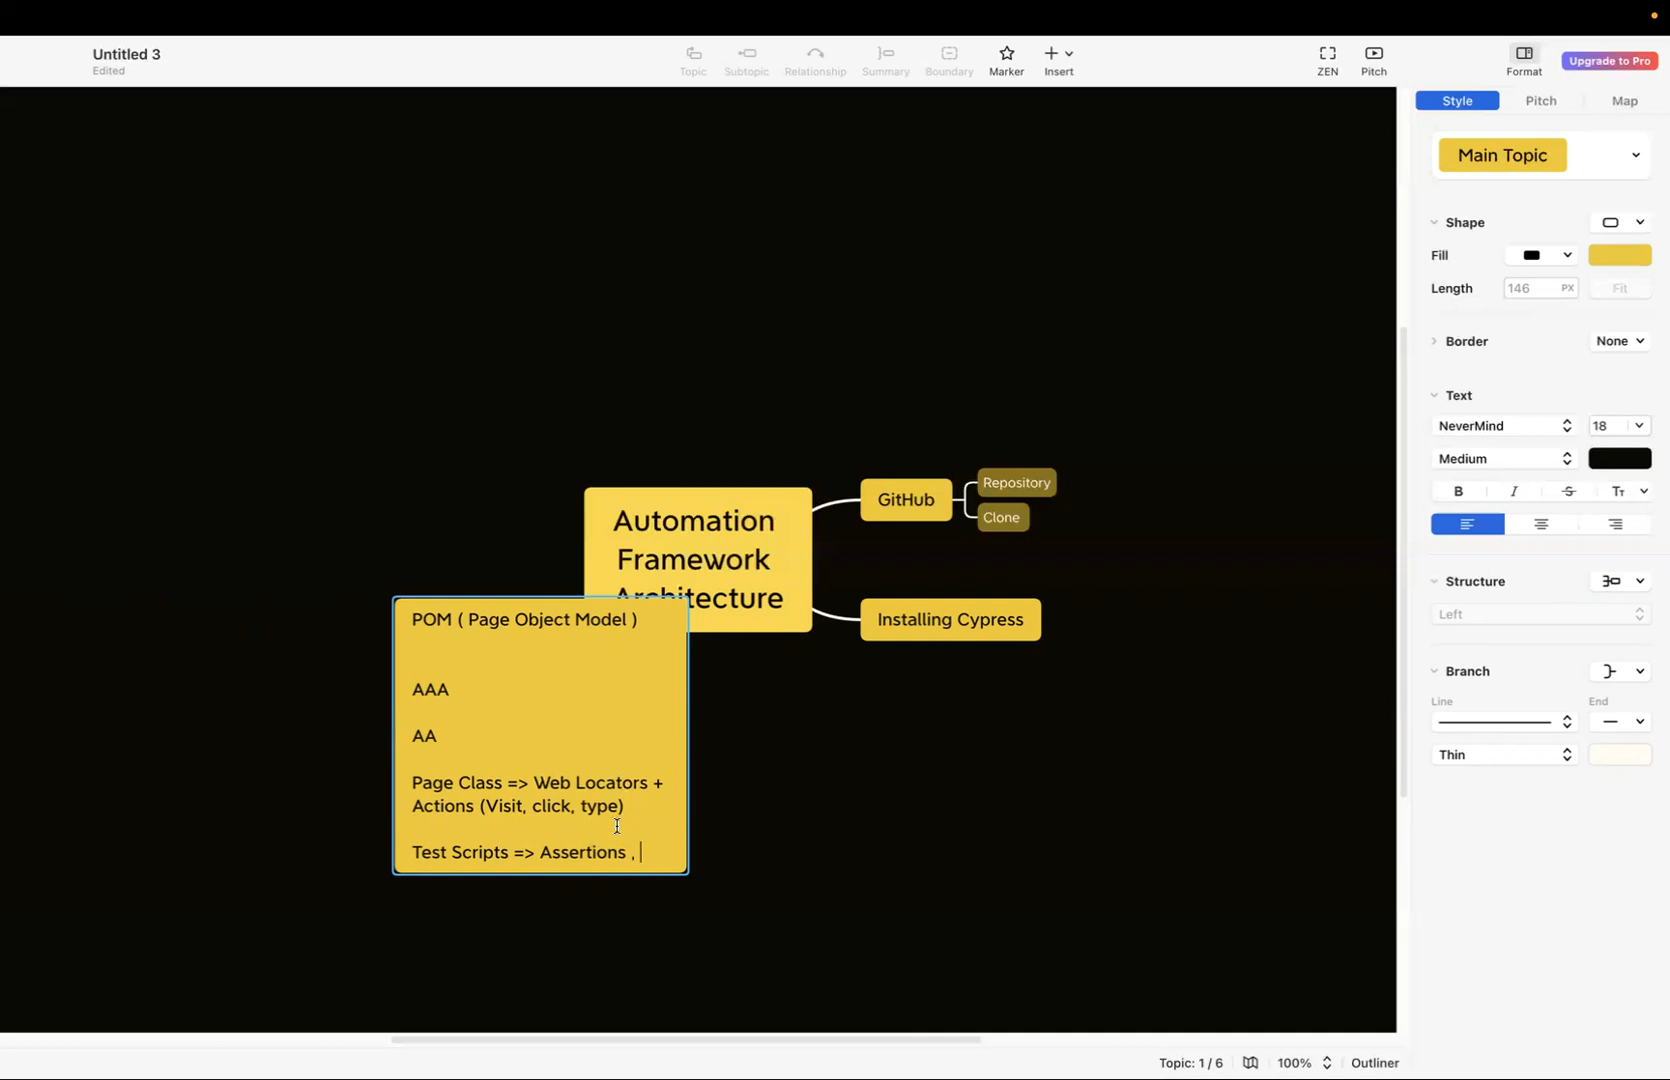 Untitled 3
Edited
Topic
Subtopic
Relationship
Summary
Boundary
Marker
Insert
ZEN
Pitch
Format
Upgrade to Pro
Style
Pitch
Map
Main Topic
Shape
Fill
Length
146
PX
Fit
Border
None
Text
NeverMind
18
Medium
B
I
S
Tт
Structure
Left
Branch
Line
End
Thin
Automation
Framework
Architecture
GitHub
Repository
Clone
Installing Cypress
POM ( Page Object Model )
AAA
AA
Page Class => Web Locators +
Actions (Visit, click, type)
Test Scripts => Assertions ,
Topic: 1 / 6
100%
Outliner